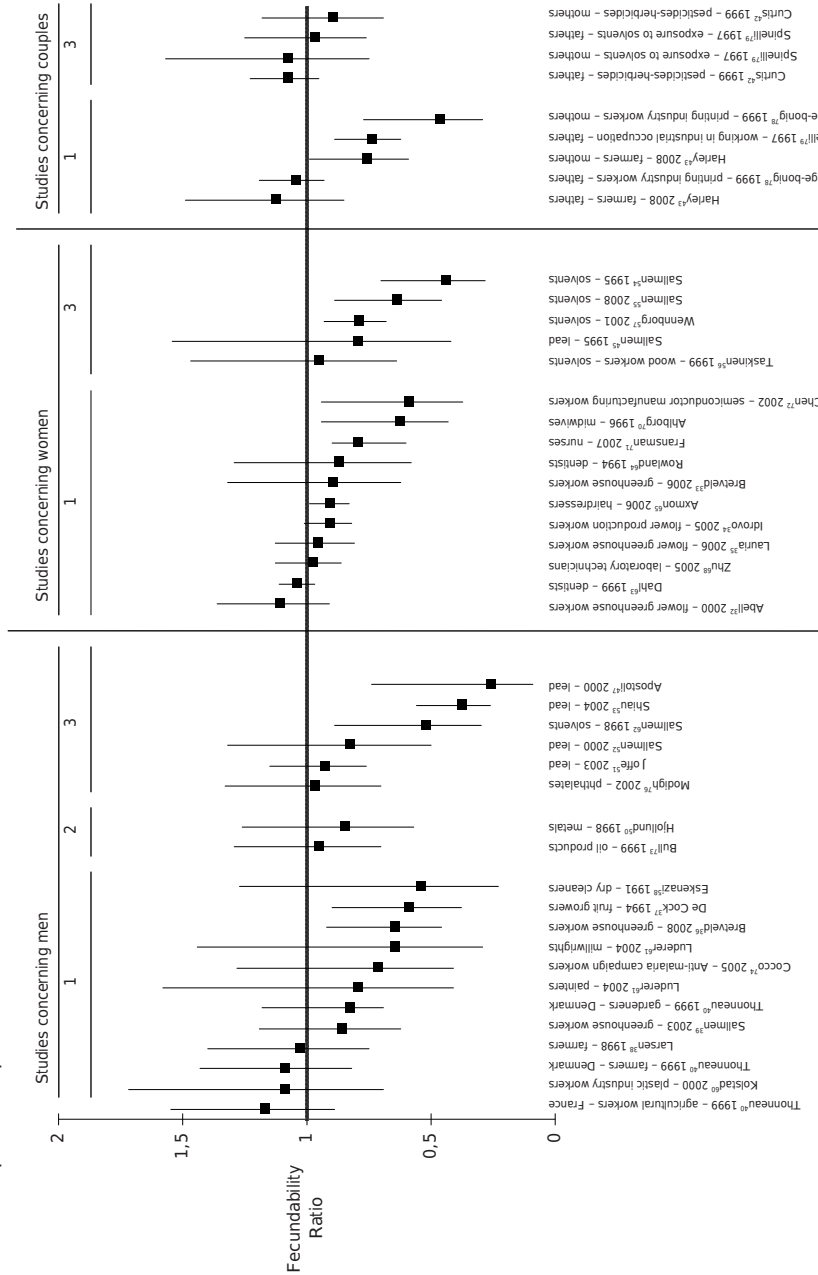 Studies concerning men
Studies concerning women
Studies concerning couples
1
2
3
1
3
1
3
2
1,5
1
0,5
0
Fecundability
Ratio
Thonneau⁴⁰ 1999 – agricultural workers – France
Kolstad⁶⁰ 2000 – plastic industry workers
Thonneau⁴⁰ 1999 – farmers – Denmark
Larsen³⁸ 1998 – farmers
Sallmen³⁹ 2003 – greenhouse workers
Thonneau⁴⁰ 1999 – gardeners – Denmark
Luderer⁶¹ 2004 – painters
Cocco⁷⁴ 2005 – Anti-malaria campaign workers
Luderer⁶¹ 2004 – millwrights
Bretveld³⁶ 2008 – greenhouse workers
De Cock³⁷ 1994 – fruit growers
Eskenazi⁵⁸ 1991 – dry cleaners
Bull⁷³ 1999 – oil products
Hjollund⁵⁰ 1998 – metals
Modigh⁷⁶ 2002 – phthalates
Joffe⁵¹ 2003 – lead
Sallmen⁵² 2000 – lead
Sallmen⁶² 1998 – solvents
Shiau⁵³ 2004 – lead
Apostoli⁴⁷ 2000 – lead
Abell³² 2000 – flower greenhouse workers
Dahl⁶³ 1999 – dentists
Zhu⁶⁸ 2005 – laboratory technicians
Lauria³⁵ 2006 – flower greenhouse workers
Idrovo³⁴ 2005 – flower production workers
Axmon⁶⁵ 2006 – hairdressers
Bretveld³³ 2006 – greenhouse workers
Rowland⁶⁴ 1994 – dentists
Fransman⁷¹ 2007 – nurses
Ahlborg⁷⁰ 1996 – midwives
Chen⁷² 2002 – semiconductor manufacturing workers
Taskinen⁵⁶ 1999 – wood workers – solvents
Sallmen⁴⁵ 1995 – lead
Wennborg⁵⁷ 2001 – solvents
Sallmen⁵⁵ 2008 – solvents
Sallmen⁵⁴ 1995 – solvents
Harley⁴³ 2008 – farmers – fathers
ge-bonig⁷⁸ 1999 – printing industry workers – fathers
Harley⁴³ 2008 – farmers – mothers
elli⁷⁹ 1997 – working in industrial occupation – fathers
e-bonig⁷⁸ 1999 – printing industry workers – mothers
Curtis⁴² 1999 – pesticides-herbicides – fathers
Spinelli⁷⁹ 1997 – exposure to solvents – mothers
Spinelli⁷⁹ 1997 – exposure to solvents – fathers
Curtis⁴² 1999 – pesticides-herbicides – mothers